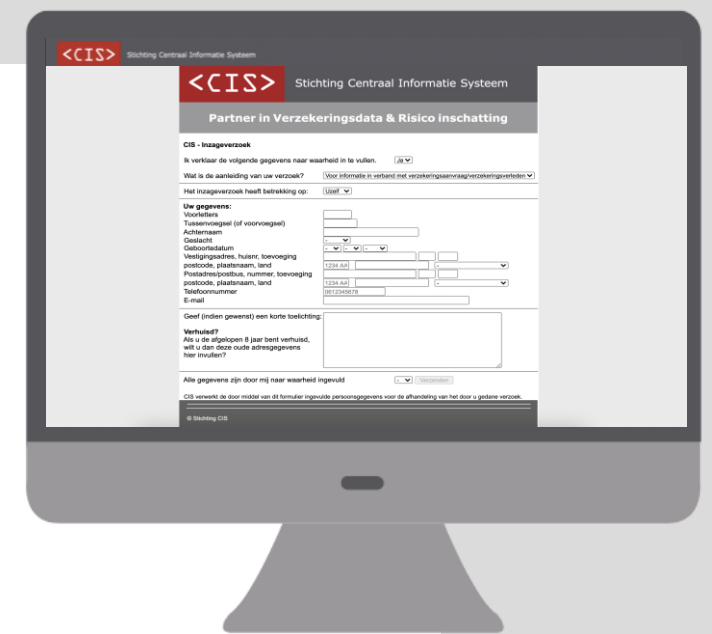 <CIS> Stichting Centraal Informatie Systeem
<CIS> Stichting Centraal Informatie Systeem
Partner in Verzekeringsdata & Risico inschatting
CIS - Inzageverzoek
Ik verklaar de volgende gegevens naar waarheid in te vullen. Ja
Wat is de aanleiding van uw verzoek? Voor informatie in verband met verzekeringsaanvraag/verzekeringsverleden
Het inzageverzoek heeft betrekking op: Uzelf
Uw gegevens:
Voorletters
Tussenvoegsel (of voorvoegsel)
Achternaam
Geslacht -
Geboortedatum - - -
Vestigingsadres, huisnr, toevoeging
postcode, plaatsnaam, land 1234 AA -
Postadres/postbus, nummer, toevoeging
postcode, plaatsnaam, land 1234 AA -
Telefoonnummer 0612345678
E-mail
Geef (indien gewenst) een korte toelichting:
Verhuisd?
Als u de afgelopen 8 jaar bent verhuisd,
wilt u dan deze oude adresgegevens
hier invullen?
Alle gegevens zijn door mij naar waarheid ingevuld - Verzenden
CIS verwerkt de door middel van dit formulier ingevulde persoonsgegevens voor de afhandeling van het door u gedane verzoek.
© Stichting CIS